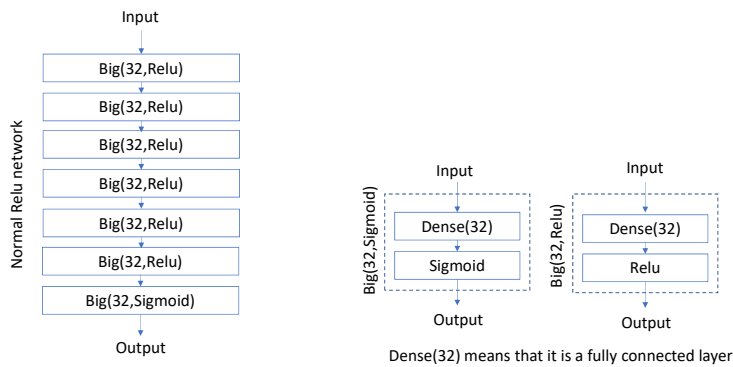 Input
Normal Relu network
Big(32,Relu)
Big(32,Relu)
Big(32,Relu)
Big(32,Relu)
Big(32,Relu)
Big(32,Relu)
Big(32,Sigmoid)
Output
Input
Big(32,Sigmoid)
Dense(32)
Sigmoid
Output
Input
Big(32,Relu)
Dense(32)
Relu
Output
Dense(32) means that it is a fully connected layer